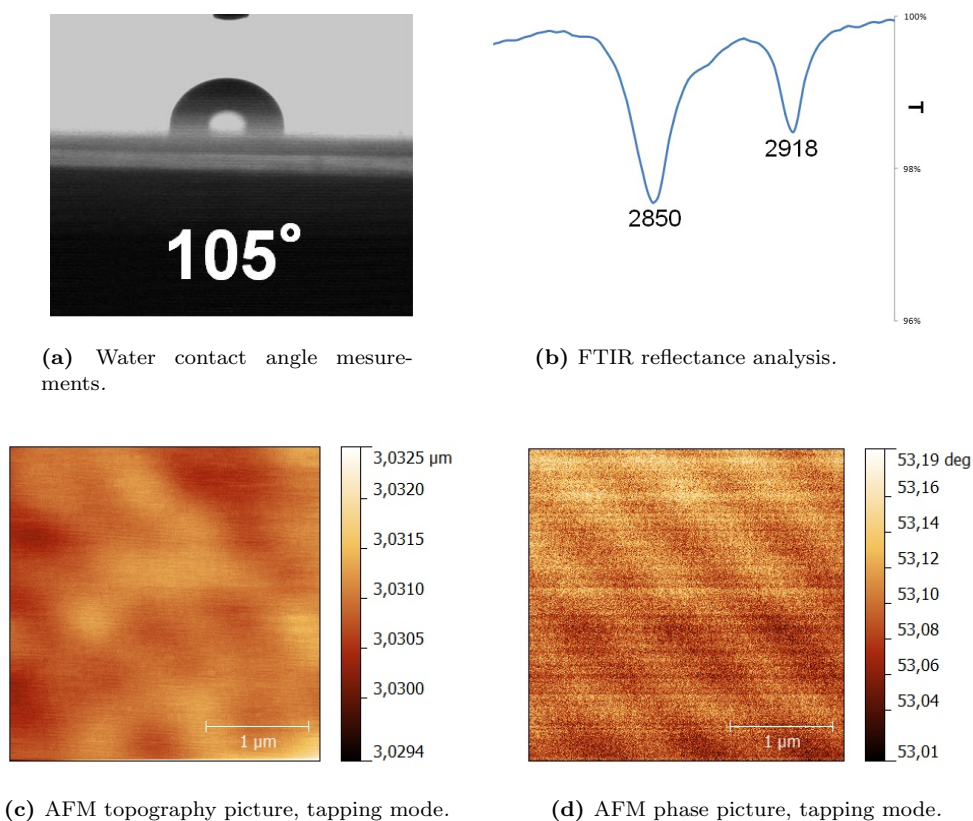 105°
100%
T
2918
98%
2850
96%
(a) Water contact angle mesure-
ments.
(b) FTIR reflectance analysis.
3,0325 µm
3,0320
3,0315
3,0310
3,0305
3,0300
3,0294
1 µm
53,19 deg
53,16
53,14
53,12
53,10
53,08
53,06
53,04
53,01
1 µm
(c) AFM topography picture, tapping mode.
(d) AFM phase picture, tapping mode.